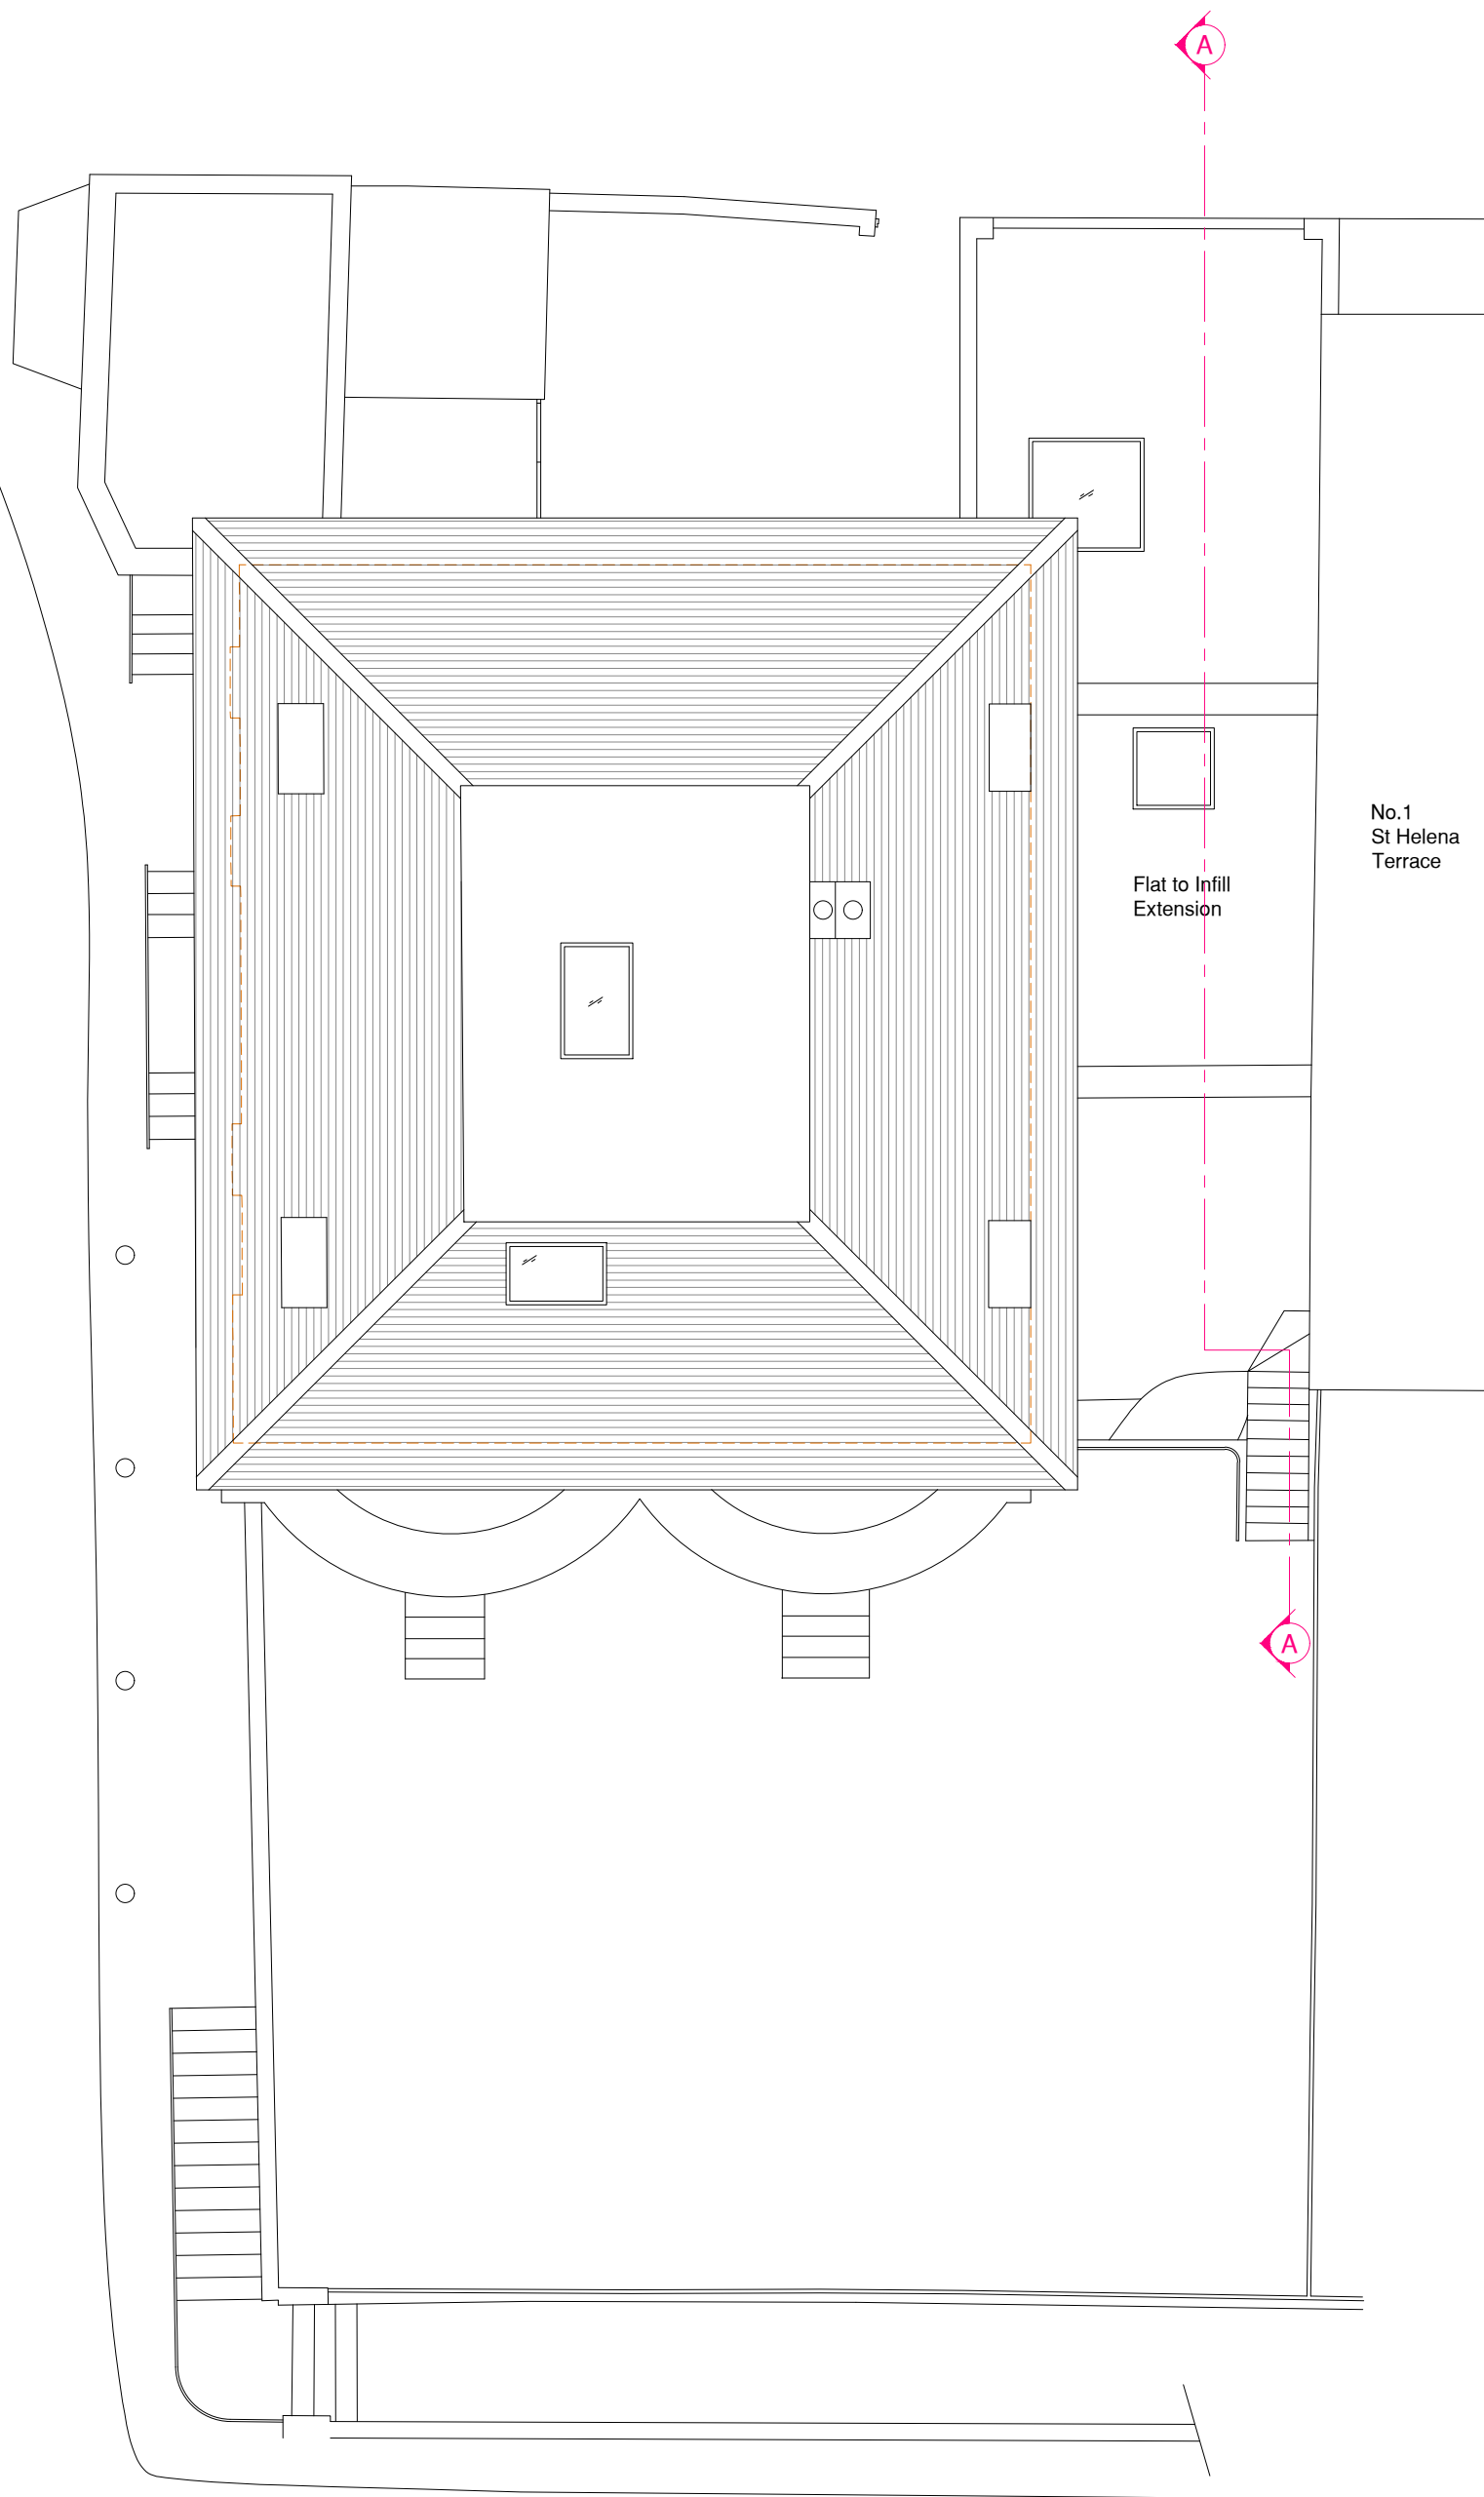 A
No.1
St Helena
Terrace
Flat to Infill
Extension
A